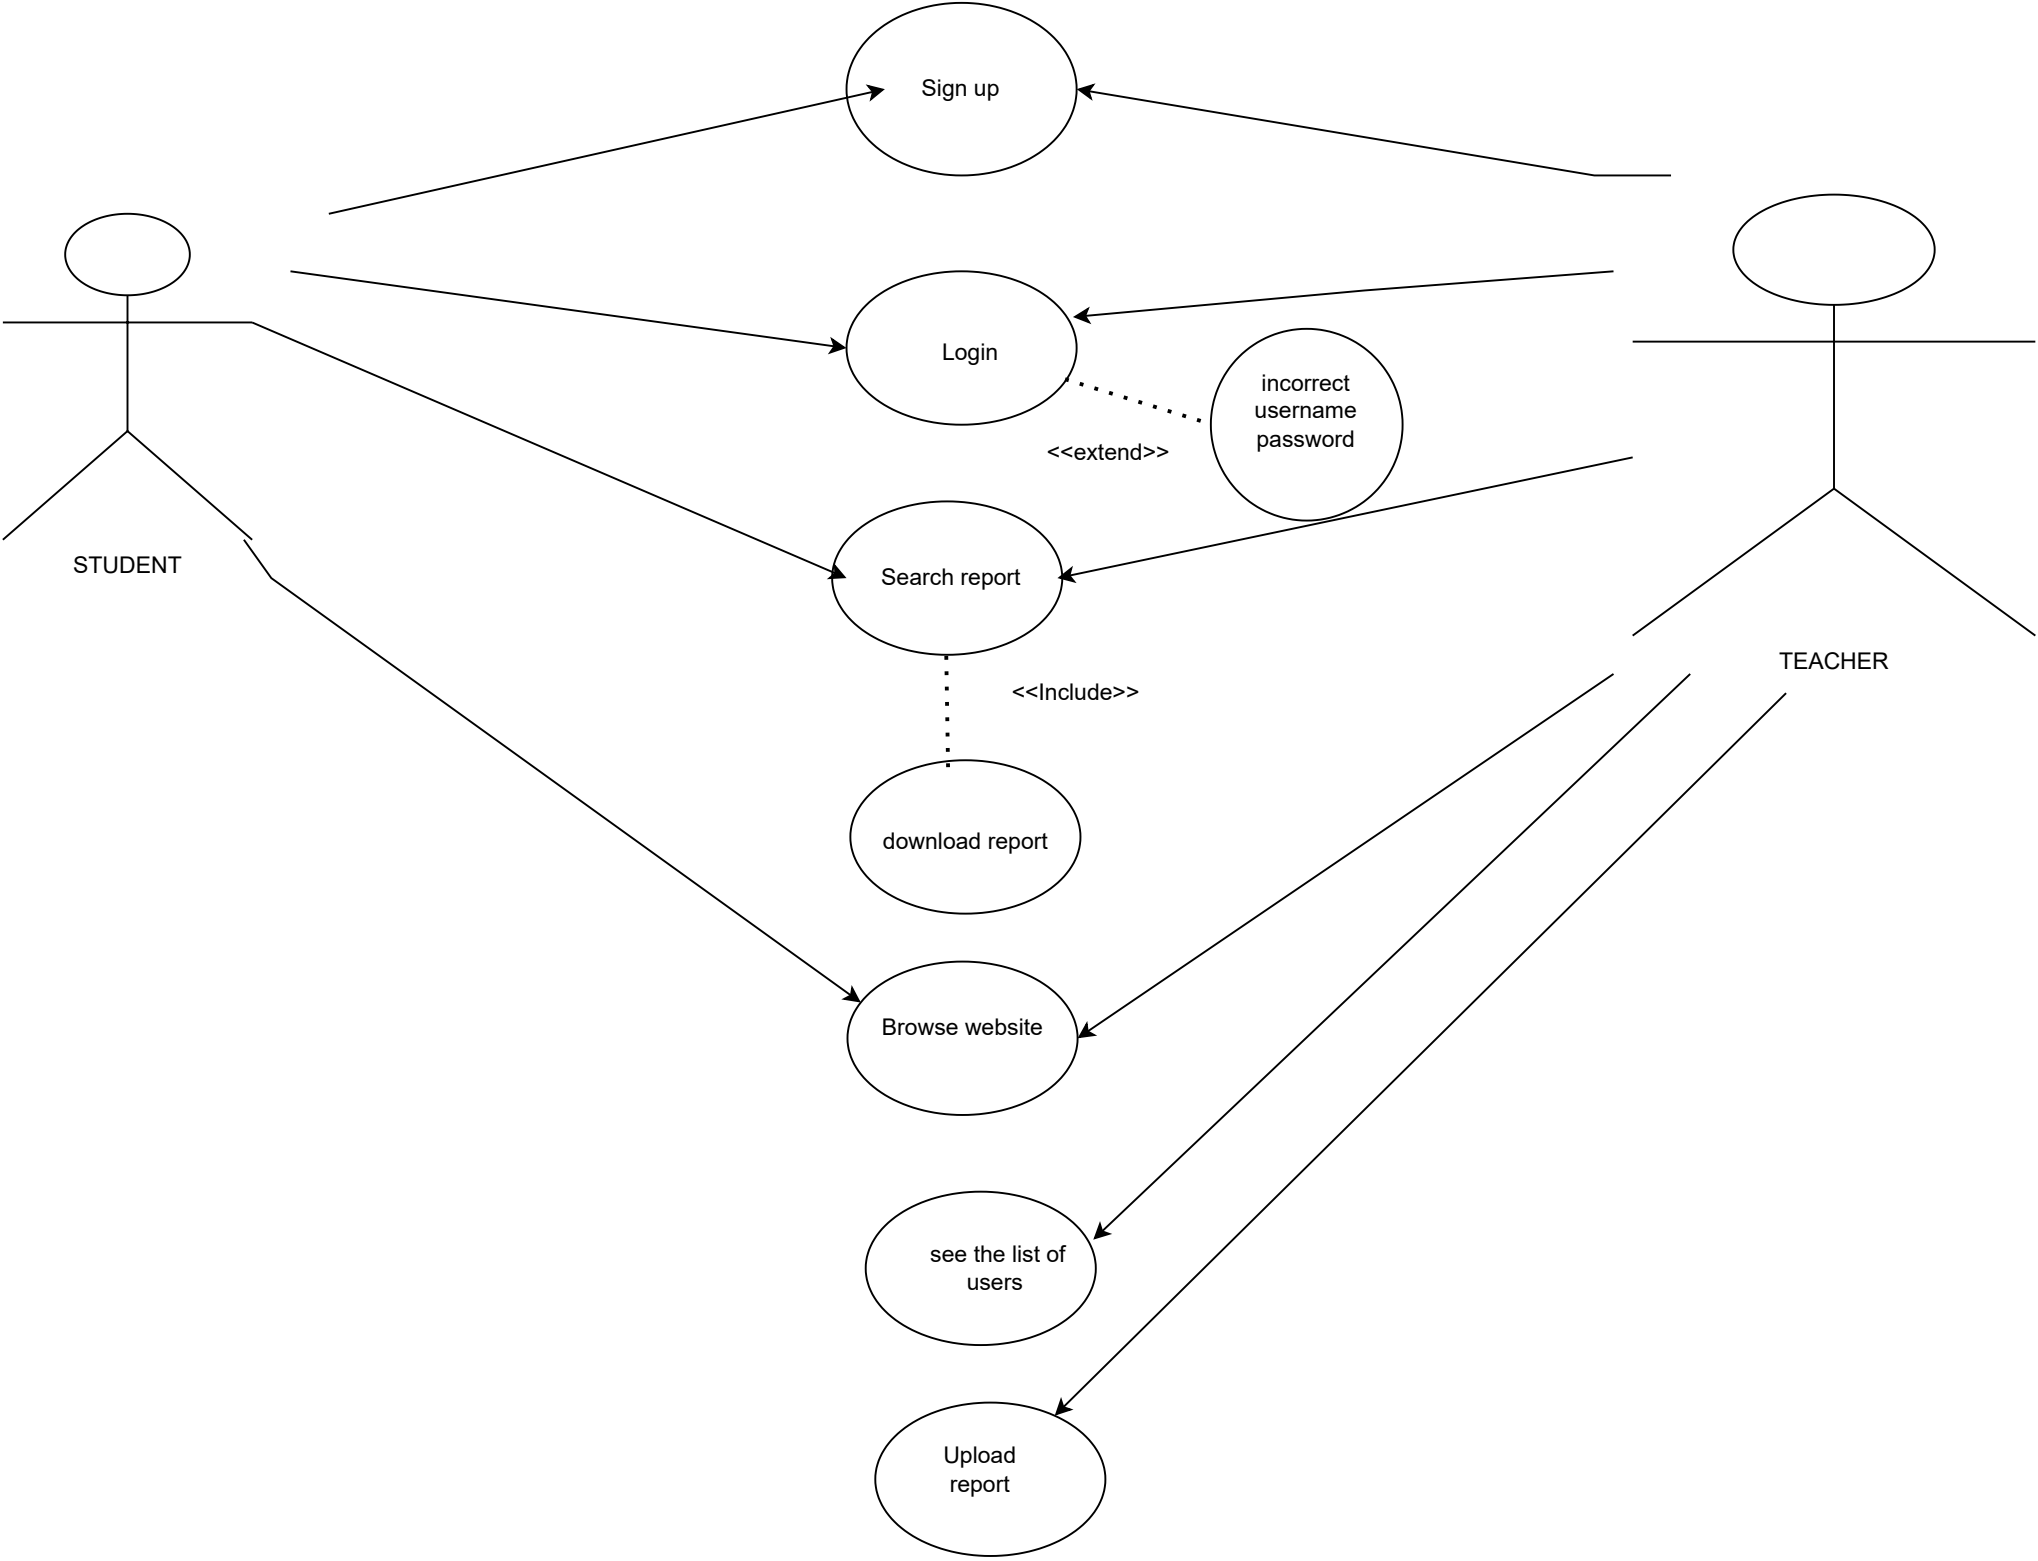 Sign up
Login
incorrect
username
password
<<extend>>
STUDENT
Search report
TEACHER
<<Include>>
download report
Browse website
see the list of
users
Upload
report